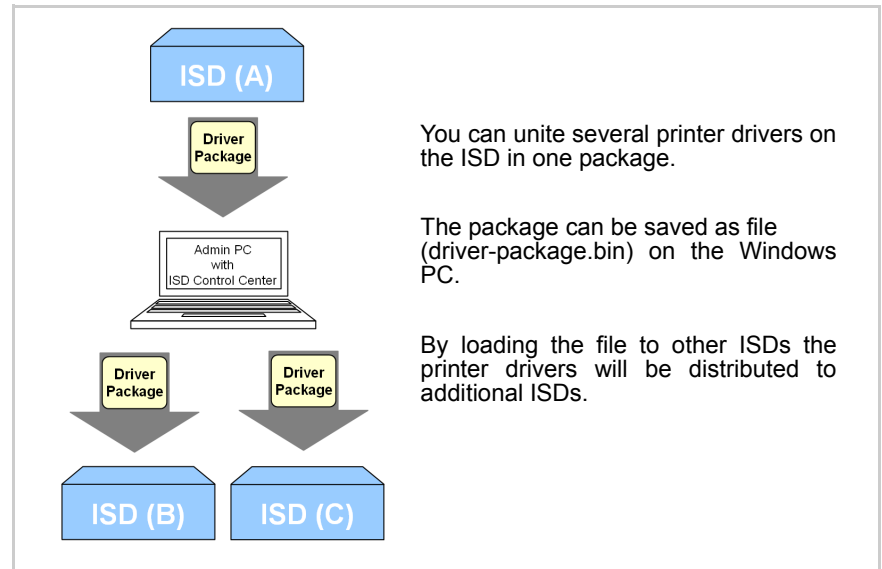 ISD (A)
Driver
Package
Admin PC
with
ISD Control Center
Driver
Package
Driver
Package
ISD (B)
ISD (C)
You can unite several printer drivers on
the ISD in one package.
The package can be saved as file
(driver-package.bin) on the Windows
PC.
By loading the file to other ISDs the
printer drivers will be distributed to
additional ISDs.